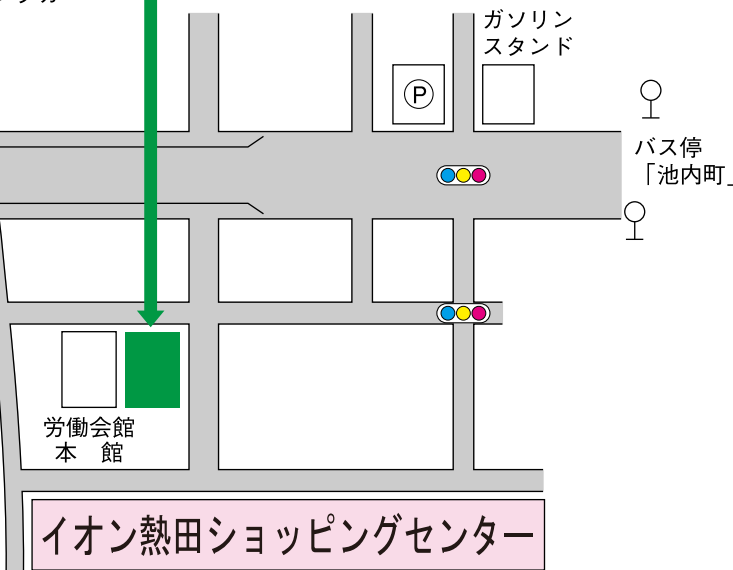 ガソリン
スタンド
Ⓟ
バス停
「池内町」
労働会館
本　館
イオン熱田ショッピングセンター